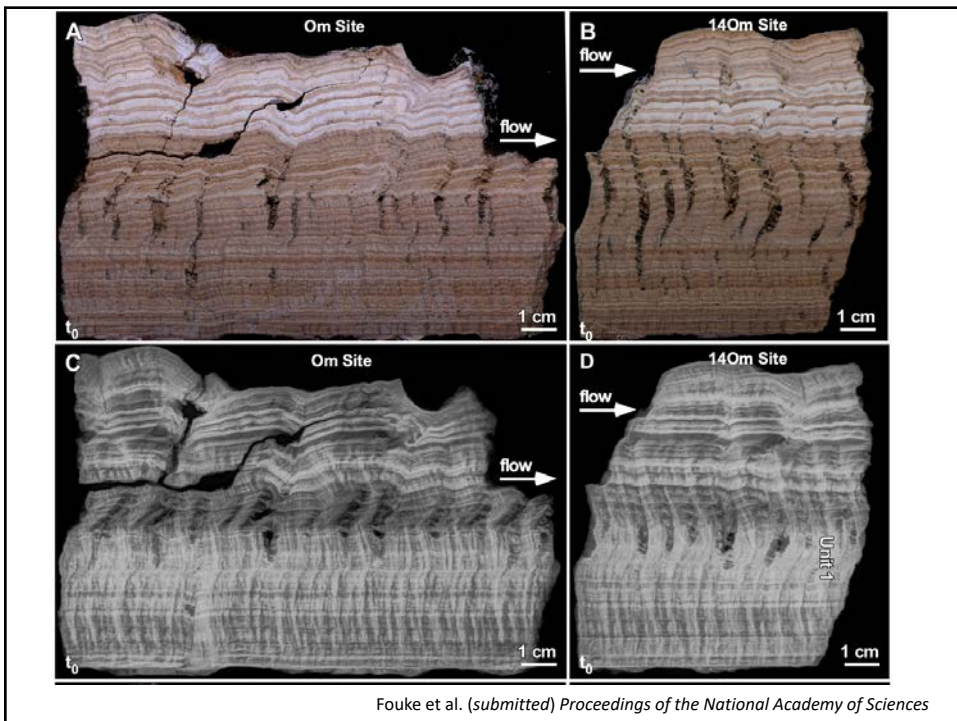 A
Om Site
flow
t0
1 cm
B
14Om Site
flow
t0
1 cm
C
Om Site
flow
t0
1 cm
D
14Om Site
flow
Unit 1
t0
1 cm
Fouke et al. (submitted) Proceedings of the National Academy of Sciences